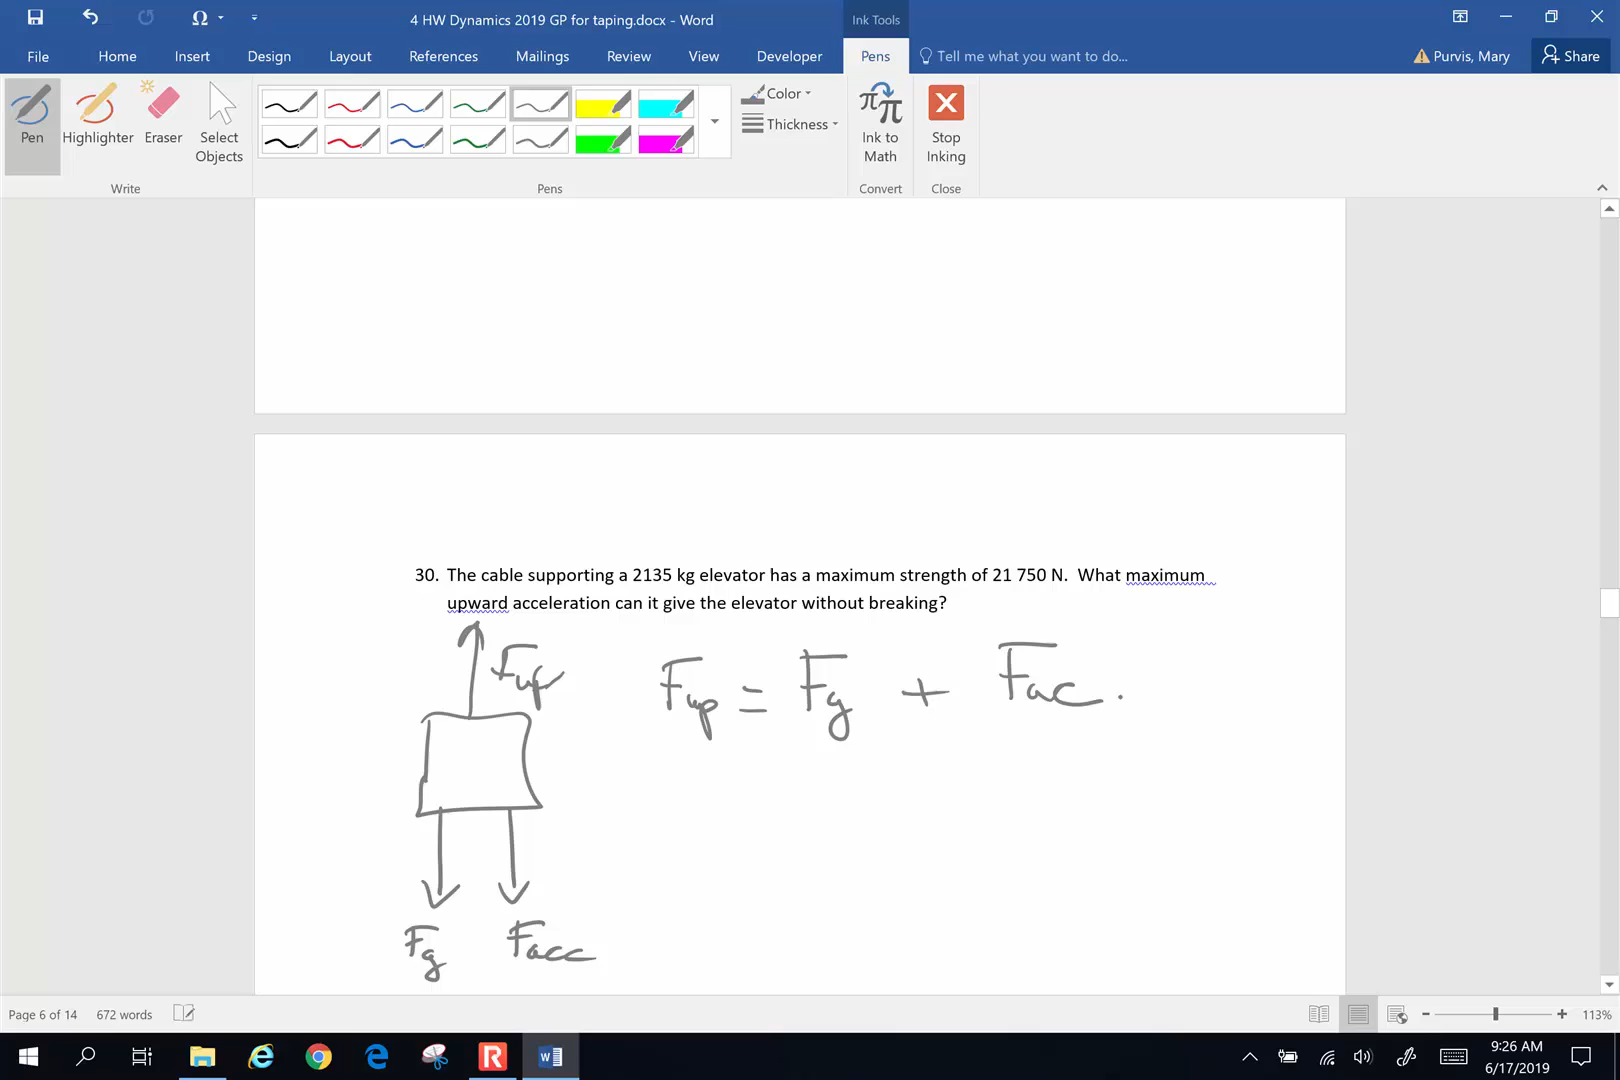 4 HW Dynamics 2019 GP for taping.docx - Word
Ink Tools
File
Home
Insert
Design
Layout
References
Mailings
Review
View
Developer
Pens
Tell me what you want to do...
Purvis, Mary
Share
Pen
Highlighter
Eraser
Select
Objects
Color
Thickness
Ink to
Math
Stop
Inking
Write
Pens
Convert
Close
30. The cable supporting a 2135 kg elevator has a maximum strength of 21 750 N. What maximum
upward acceleration can it give the elevator without breaking?
Fup
Fup = Fg + Fac.
Fg
Facc
Page 6 of 14
672 words
113%
9:26 AM
6/17/2019